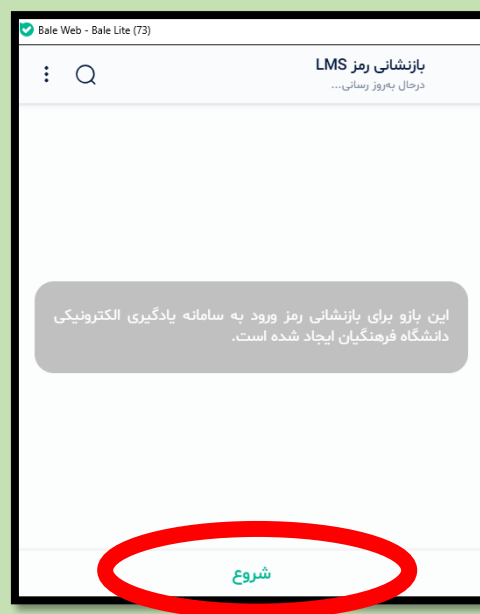 Bale Web - Bale Lite (73)
بازنشانی رمز LMS
درحال به‌روز رسانی...
این بازو برای بازنشانی رمز ورود به سامانه یادگیری الکترونیکی
دانشگاه فرهنگیان ایجاد شده است.
شروع